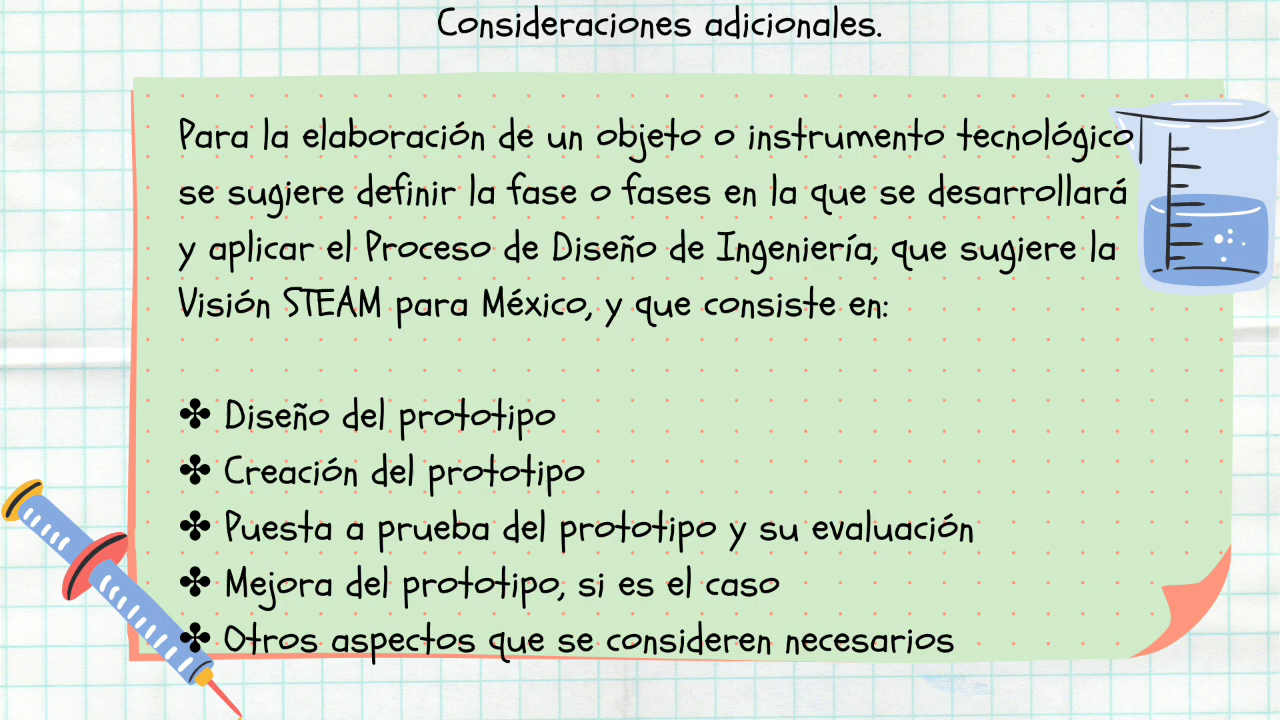 Consideraciones adicionales.
Para la elaboración de un objeto o instrumento tecnológico
se sugiere definir la fase o fases en la que se desarrollará
y aplicar el Proceso de Diseño de Ingeniería, que sugiere la
Visión STEAM para México, y que consiste en:
✤ Diseño del prototipo
✤ Creación del prototipo
✤ Puesta a prueba del prototipo y su evaluación
✤ Mejora del prototipo, si es el caso
✤ Otros aspectos que se consideren necesarios